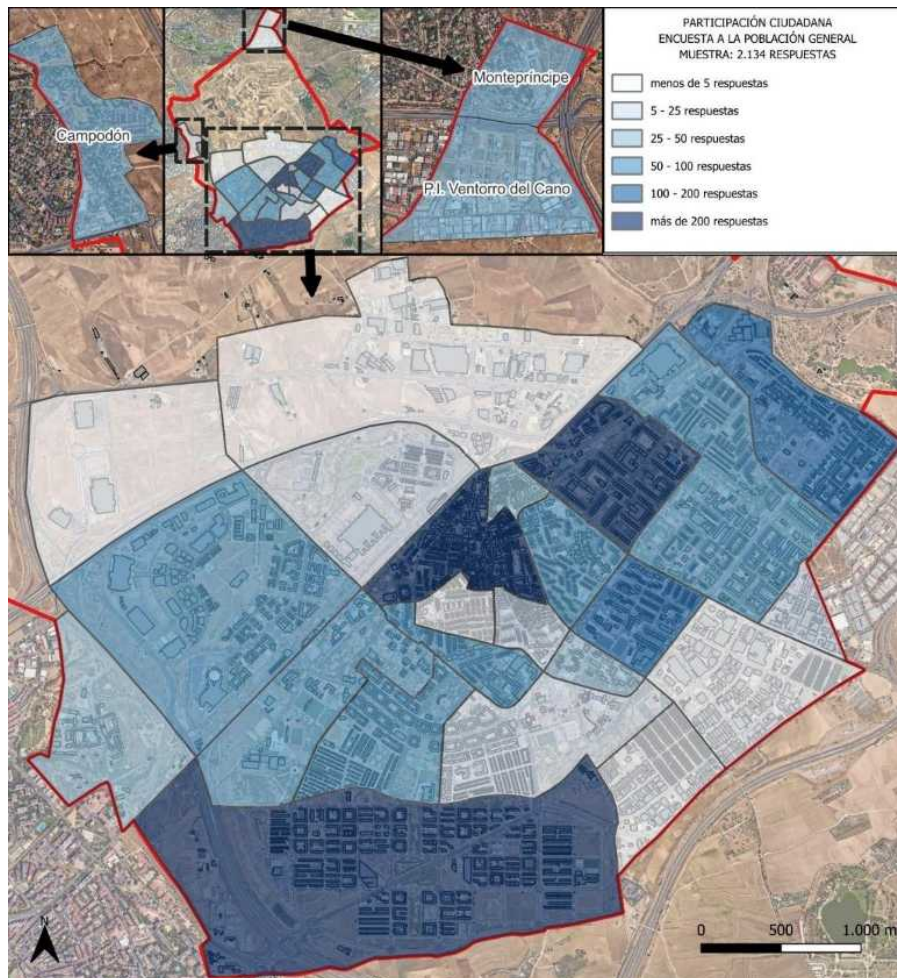 PARTICIPACIÓN CIUDADANA
ENCUESTA A LA POBLACIÓN GENERAL
MUESTRA: 2.134 RESPUESTAS
menos de 5 respuestas
5 - 25 respuestas
25 - 50 respuestas
50 - 100 respuestas
100 - 200 respuestas
más de 200 respuestas
Campodón
Montepríncipe
P.I. Ventorro del Cano
N
0 500 1.000 m